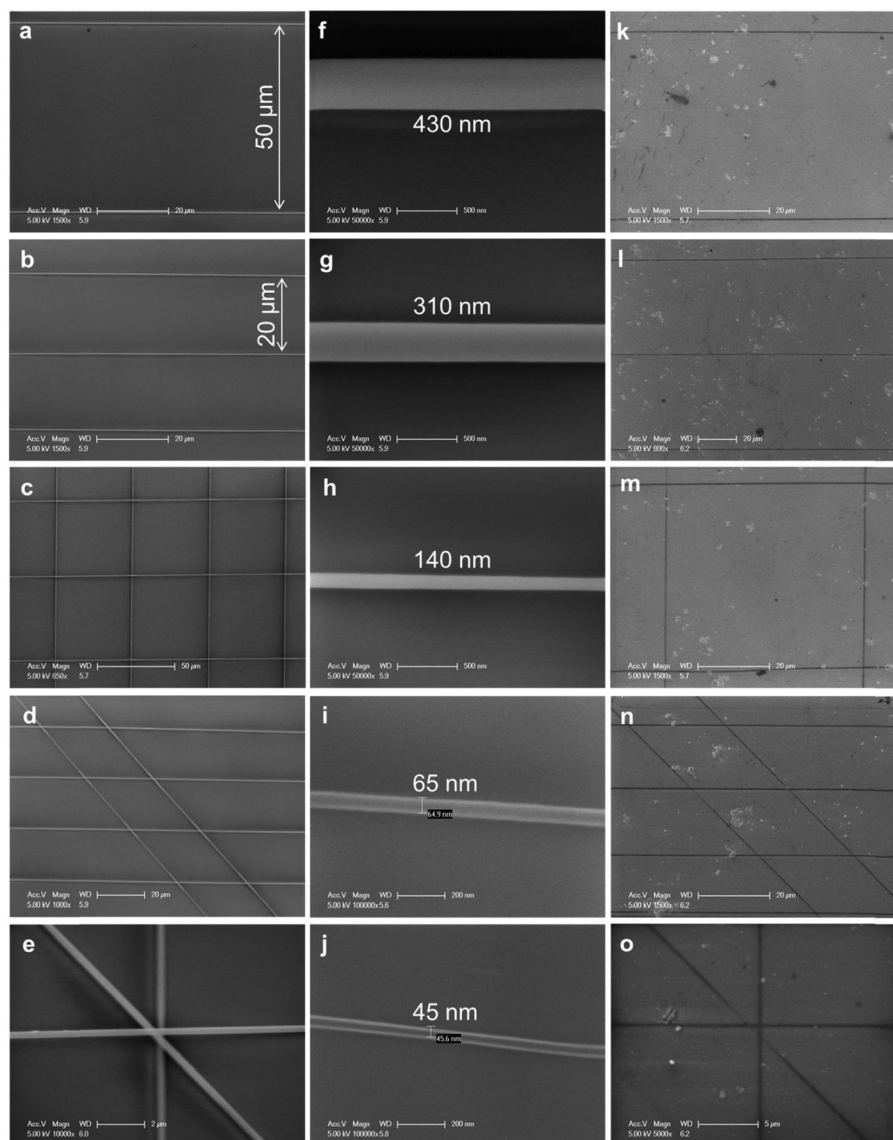 a
50 µm
Acc.V Magn WD 20 µm
5.00 kV 1500x 5.9
f
430 nm
Acc.V Magn WD 500 nm
5.00 kV 50000x 5.9
k
Acc.V Magn WD 20 µm
5.00 kV 1500x 5.7
b
20 µm
Acc.V Magn WD 20 µm
5.00 kV 1500x 5.9
g
310 nm
Acc.V Magn WD 500 nm
5.00 kV 50000x 5.9
l
Acc.V Magn WD 20 µm
5.00 kV 800x 6.2
c
Acc.V Magn WD 50 µm
5.00 kV 650x 5.7
h
140 nm
Acc.V Magn WD 500 nm
5.00 kV 50000x 5.9
m
Acc.V Magn WD 20 µm
5.00 kV 1500x 5.7
d
Acc.V Magn WD 20 µm
5.00 kV 1000x 5.9
i
65 nm
64.9 nm
Acc.V Magn WD 200 nm
5.00 kV 100000x 5.6
n
Acc.V Magn WD 20 µm
5.00 kV 1500x 6.2
e
Acc.V Magn WD 2 µm
5.00 kV 10000x 6.0
j
45 nm
45.6 nm
Acc.V Magn WD 200 nm
5.00 kV 100000x 5.8
o
Acc.V Magn WD 5 µm
5.00 kV 5000x 6.2